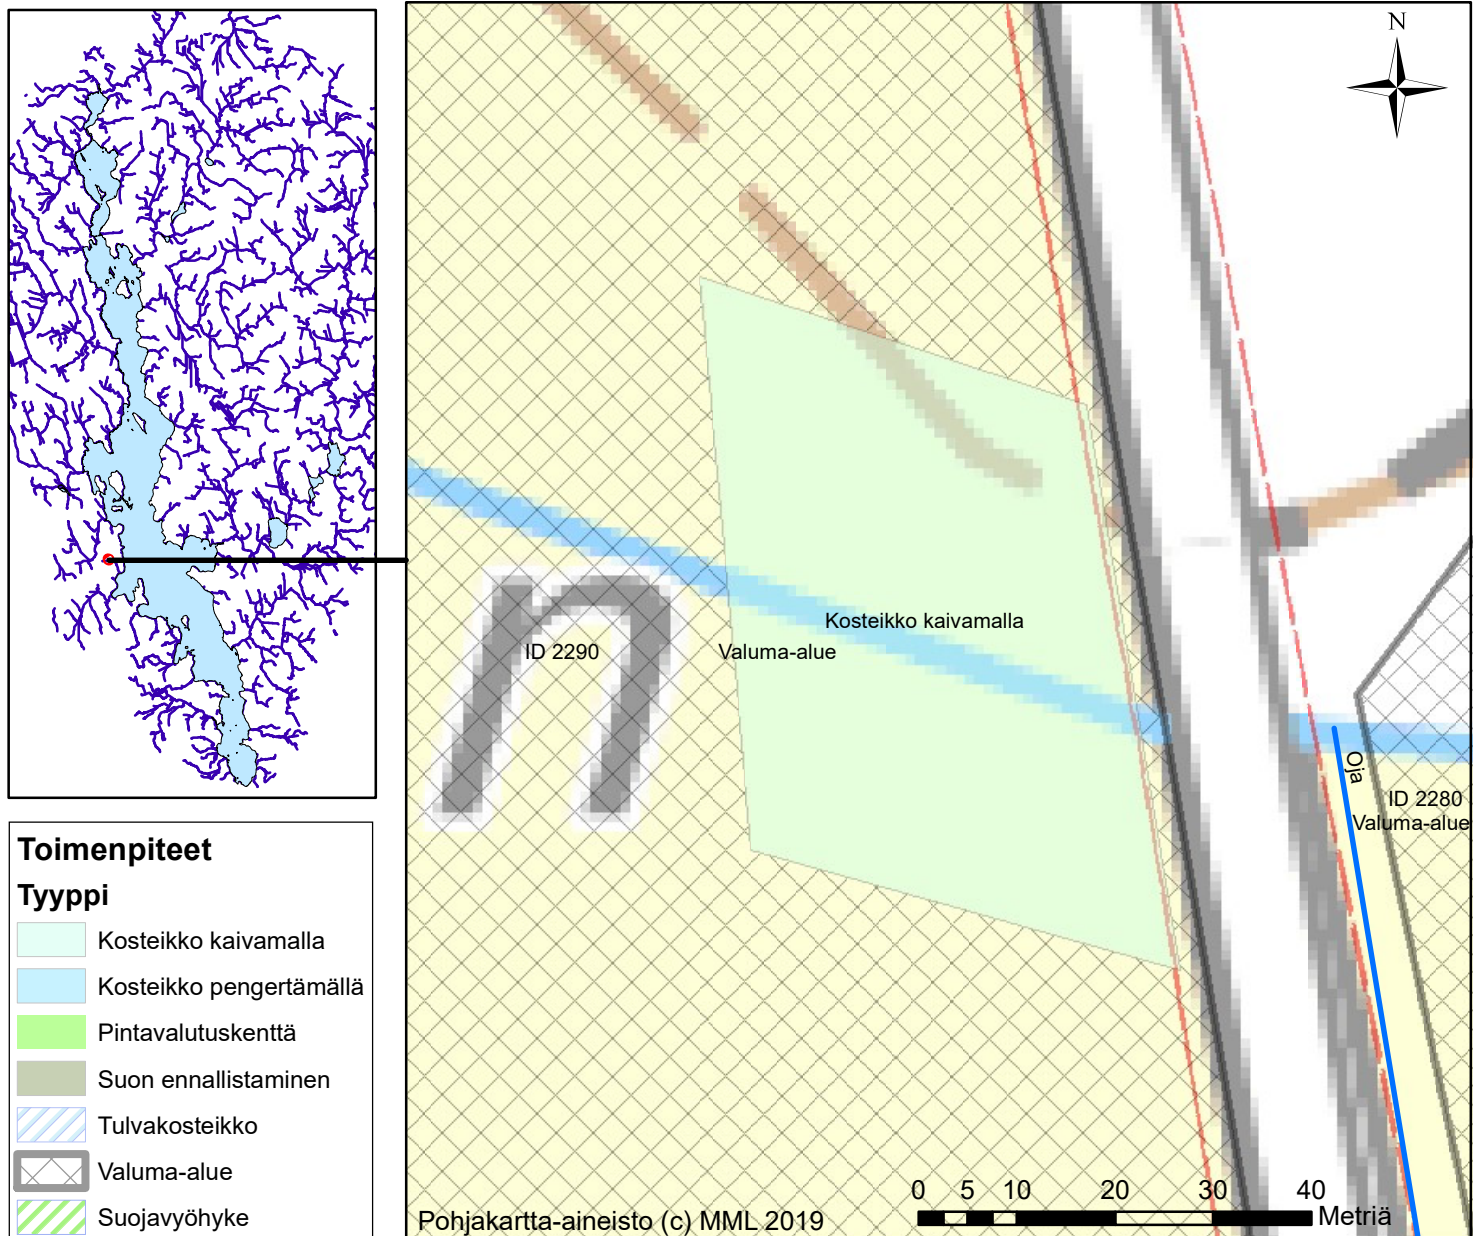 N
Kosteikko kaivamalla
ID 2290
Valuma-alue
Oja
ID 2280
Valuma-alue
Toimenpiteet
Tyyppi
Kosteikko kaivamalla
Kosteikko pengertämällä
Pintavalutuskenttä
Suon ennallistaminen
Tulvakosteikko
Valuma-alue
Suojavyöhyke
0 5 10 20 30 40
Metriä
Pohjakartta-aineisto (c) MML 2019